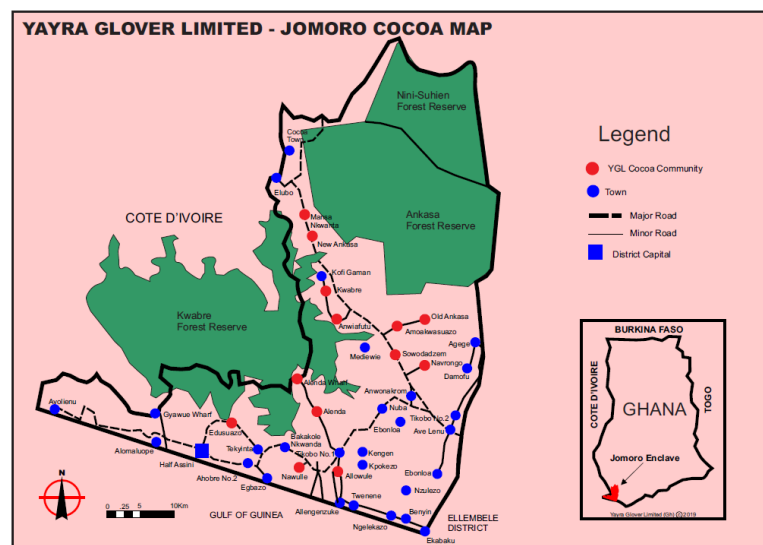 YAYRA GLOVER LIMITED - JOMORO COCOA MAP
Nini-Suhien
Forest Reserve
Legend
YGL Cocoa Community
Town
Major Road
Minor Road
District Capital
Cocoa
Town
Elubo
COTE D'IVOIRE
Mansa
Nkwanta
New Ankasa
Ankasa
Forest Reserve
Kofi Gaman
Kwabre
Kwabre
Forest Reserve
Anwiafutu
Old Ankasa
Amoakwasuazo
Agege
Mediewie
Sowodadzem
Navrongo
Damofu
Alenda Wharf
Anwonakrom
Ayolienu
Gyawue Wharf
Alenda
Nuba
Tikobo No.2
Edusuazo
Ebonloa
Ave Lenu
Alomaluope
Bakakole
Nkwanda
Tekyinta
Tikobo No.1
Kengen
Half Assini
Kpokezo
Ahobre No.2
Nawulle
Allowule
Ebonloa
Egbazo
Nzulezo
Twenene
Allengenzuke
Benyin
Ngelekazo
Ekabaku
N
0 .25 5 10Km
GULF OF GUINEA
ELLEMBELE
DISTRICT
BURKINA FASO
COTE D'IVOIRE
TOGO
GHANA
Jomoro Enclave
Yayra Glover Limited (Gh) © 2019